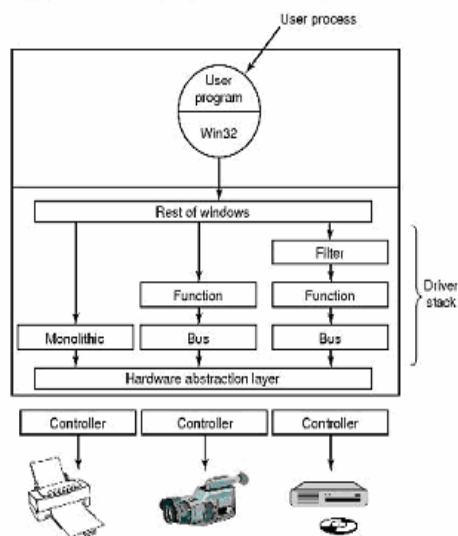 User process
User
program
Win32
Rest of windows
Filter
Function Function
Driver
stack
Monolithic Bus Bus
Hardware abstraction layer
Controller Controller Controller